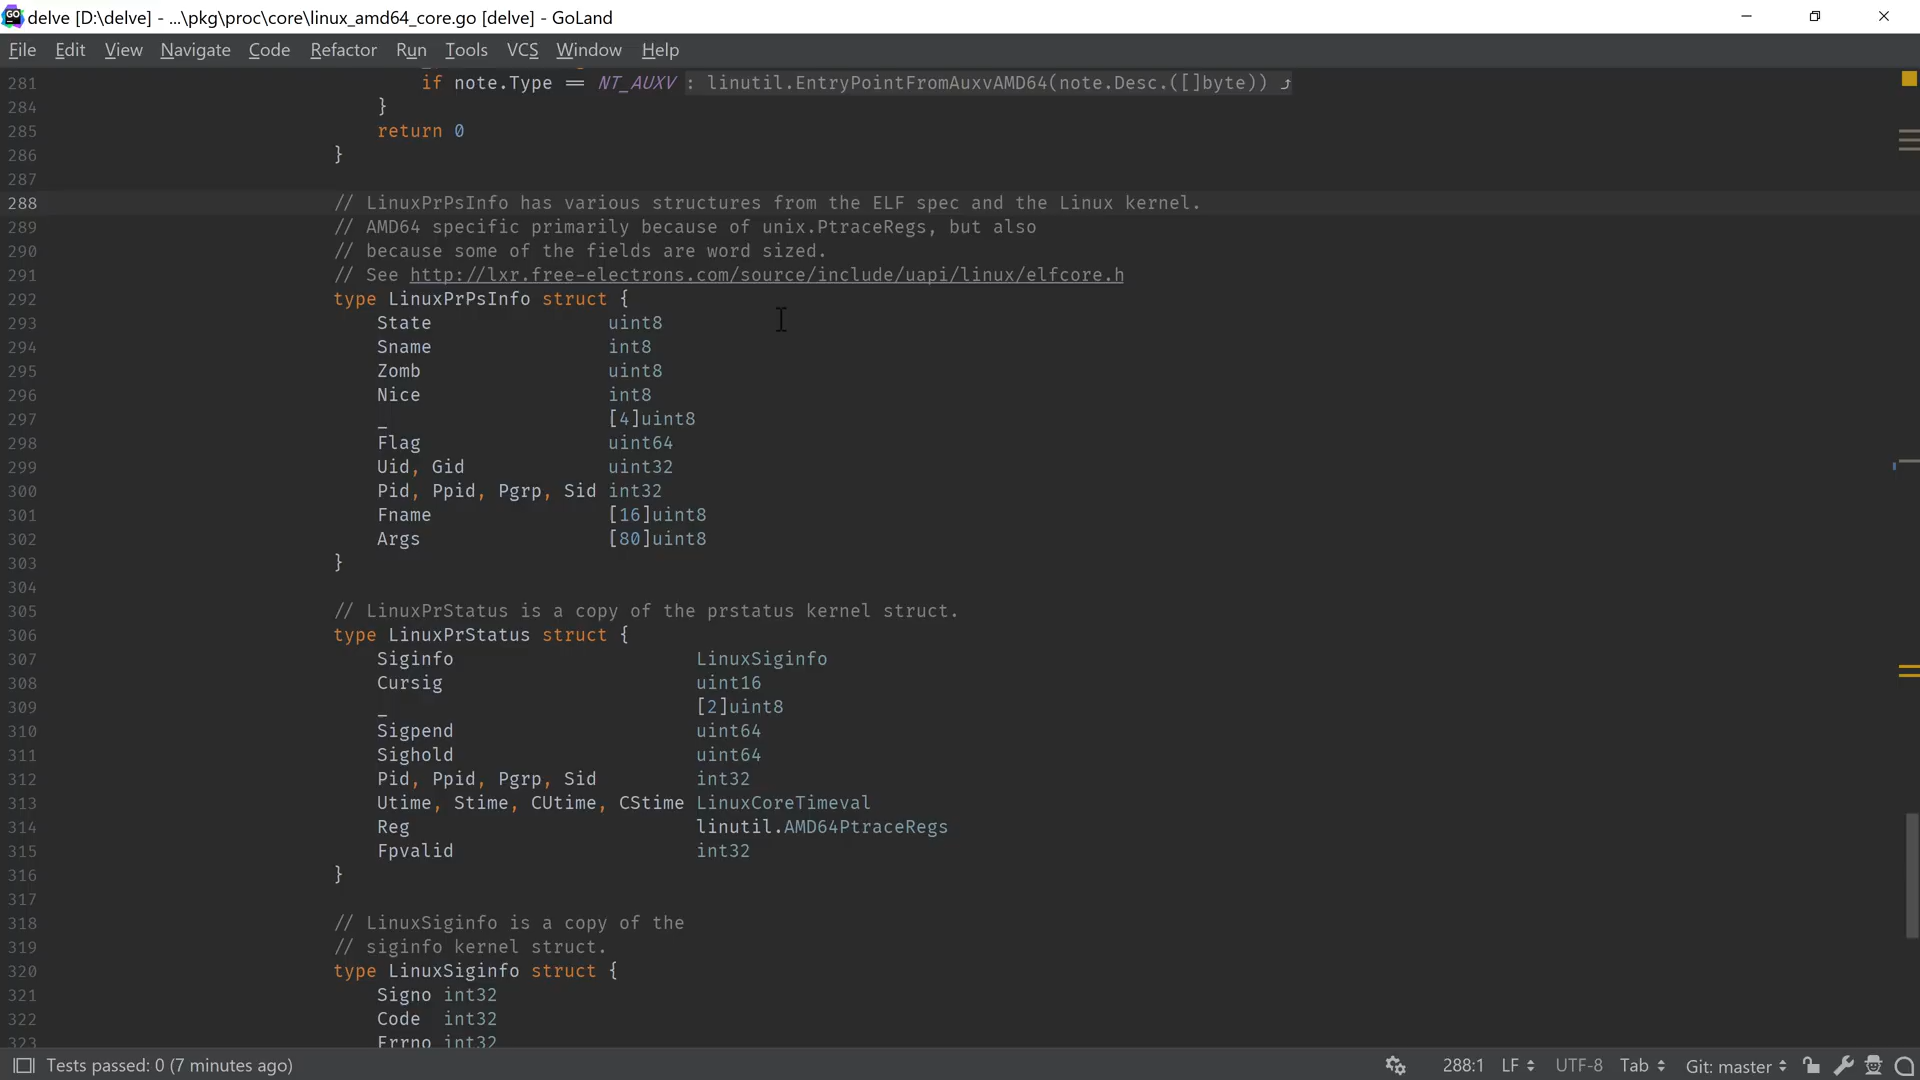 delve [D:\delve] - ...\pkg\proc\core\linux_amd64_core.go [delve] - GoLand
File Edit View Navigate Code Refactor Run Tools VCS Window Help
281 if note.Type == NT_AUXV : linutil.EntryPointFromAuxvAMD64(note.Desc.([]byte))
284 }
285 return 0
286 }
287
288 // LinuxPrPsInfo has various structures from the ELF spec and the Linux kernel.
289 // AMD64 specific primarily because of unix.PtraceRegs, but also
290 // because some of the fields are word sized.
291 // See http://lxr.free-electrons.com/source/include/uapi/linux/elfcore.h
292 type LinuxPrPsInfo struct {
293 State uint8
294 Sname int8
295 Zomb uint8
296 Nice int8
297 _ [4]uint8
298 Flag uint64
299 Uid, Gid uint32
300 Pid, Ppid, Pgrp, Sid int32
301 Fname [16]uint8
302 Args [80]uint8
303 }
304
305 // LinuxPrStatus is a copy of the prstatus kernel struct.
306 type LinuxPrStatus struct {
307 Siginfo LinuxSiginfo
308 Cursig uint16
309 _ [2]uint8
310 Sigpend uint64
311 Sighold uint64
312 Pid, Ppid, Pgrp, Sid int32
313 Utime, Stime, CUtime, CStime LinuxCoreTimeval
314 Reg linutil.AMD64PtraceRegs
315 Fpvalid int32
316 }
317
318 // LinuxSiginfo is a copy of the
319 // siginfo kernel struct.
320 type LinuxSiginfo struct {
321 Signo int32
322 Code int32
323 Errno int32
Tests passed: 0 (7 minutes ago) 288:1 LF UTF-8 Tab Git: master